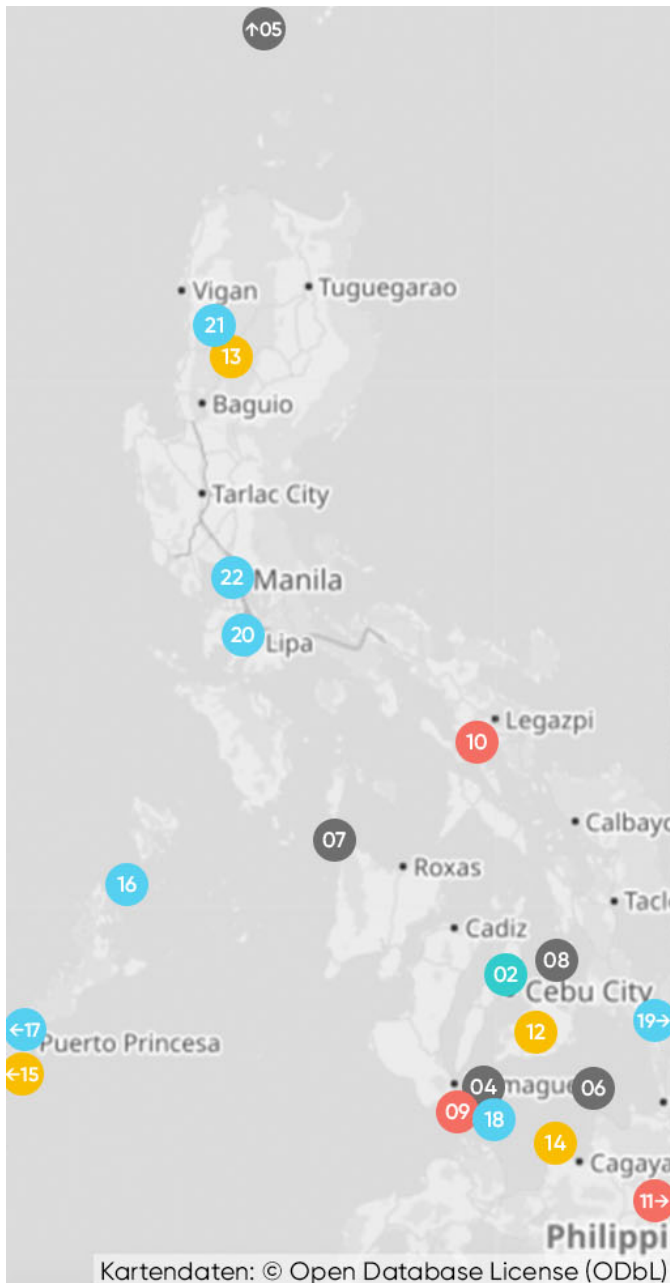 ↑05
Vigan
Tuguegarao
21
13
Baguio
Tarlac City
22 Manila
20 Lipa
Legazpi
10
Calbayo
07
Roxas
16
Tacl
Cadiz
08
02
Cebu City
←17
19→
12
Puerto Princesa
←15
04 mague 06
09
18
14
Cagaya
11→
Philippi
Kartendaten: © Open Database License (ODbL)